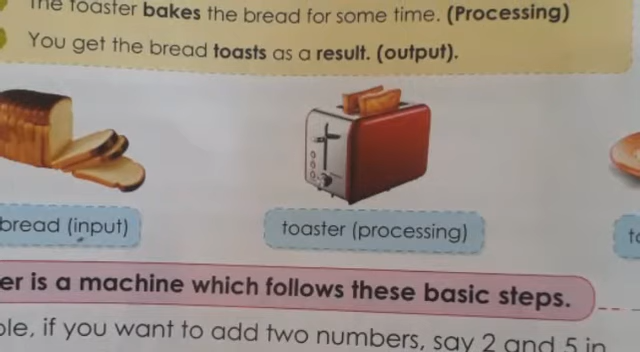 The toaster bakes the bread for some time. (Processing)
You get the bread toasts as a result. (output).
bread (input)
toaster (processing)
er is a machine which follows these basic steps.
ple, if you want to add two numbers, say 2 and 5 in